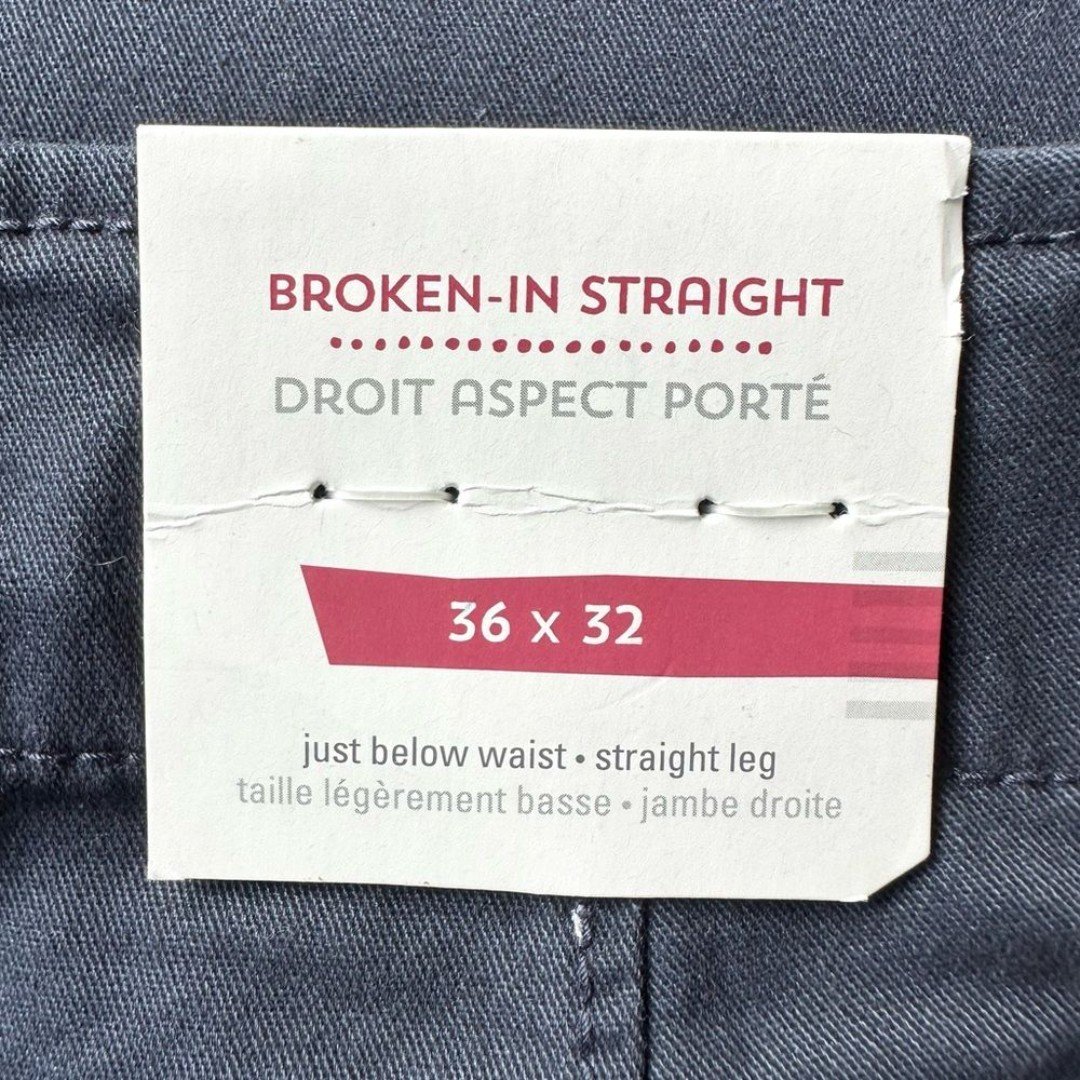 BROKEN-IN STRAIGHT
DROIT ASPECT PORTÉ
36 x 32
just below waist • straight leg
taille légèrement basse • jambe droite